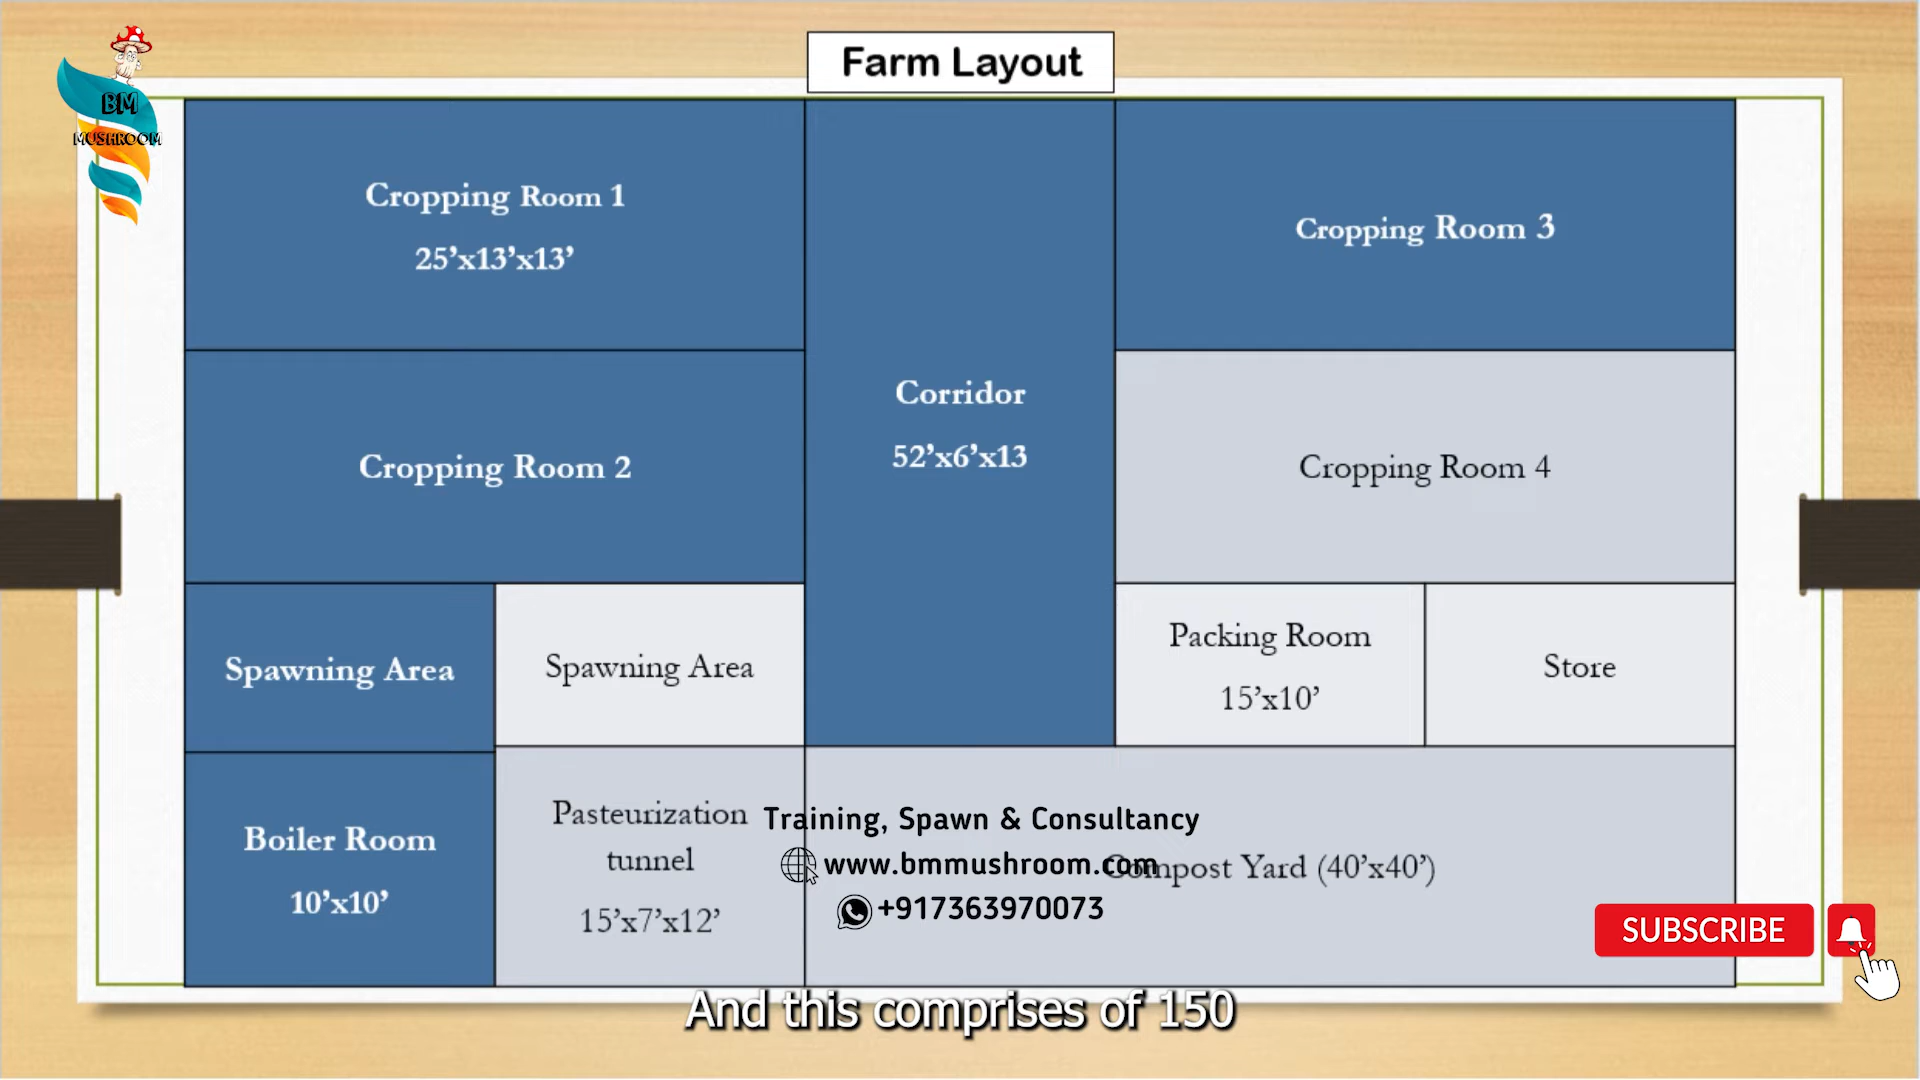 Farm Layout
BM
MUSHROOM
Cropping Room 1
25’x13’x13’
Cropping Room 3
Corridor
52’x6’x13
Cropping Room 2
Cropping Room 4
Spawning Area
Spawning Area
Packing Room
15’x10’
Store
Boiler Room
10’x10’
Pasteurization
tunnel
15’x7’x12’
Compost Yard (40’x40’)
Training, Spawn & Consultancy
www.bmmushroom.com
+917363970073
SUBSCRIBE
And this comprises of 150